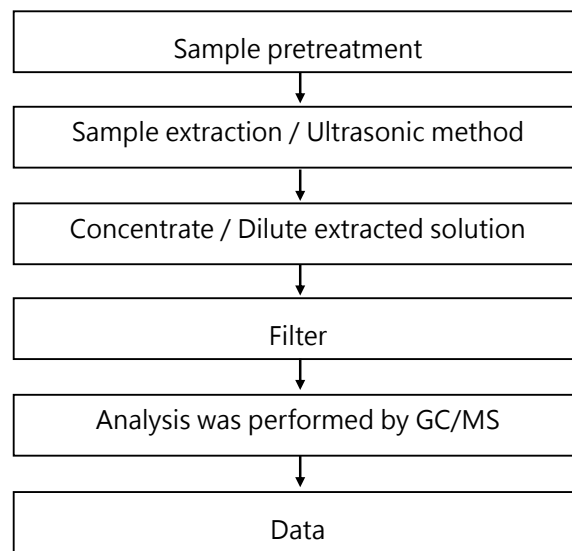 Sample pretreatment
Sample extraction / Ultrasonic method
Concentrate / Dilute extracted solution
Filter
Analysis was performed by GC/MS
Data